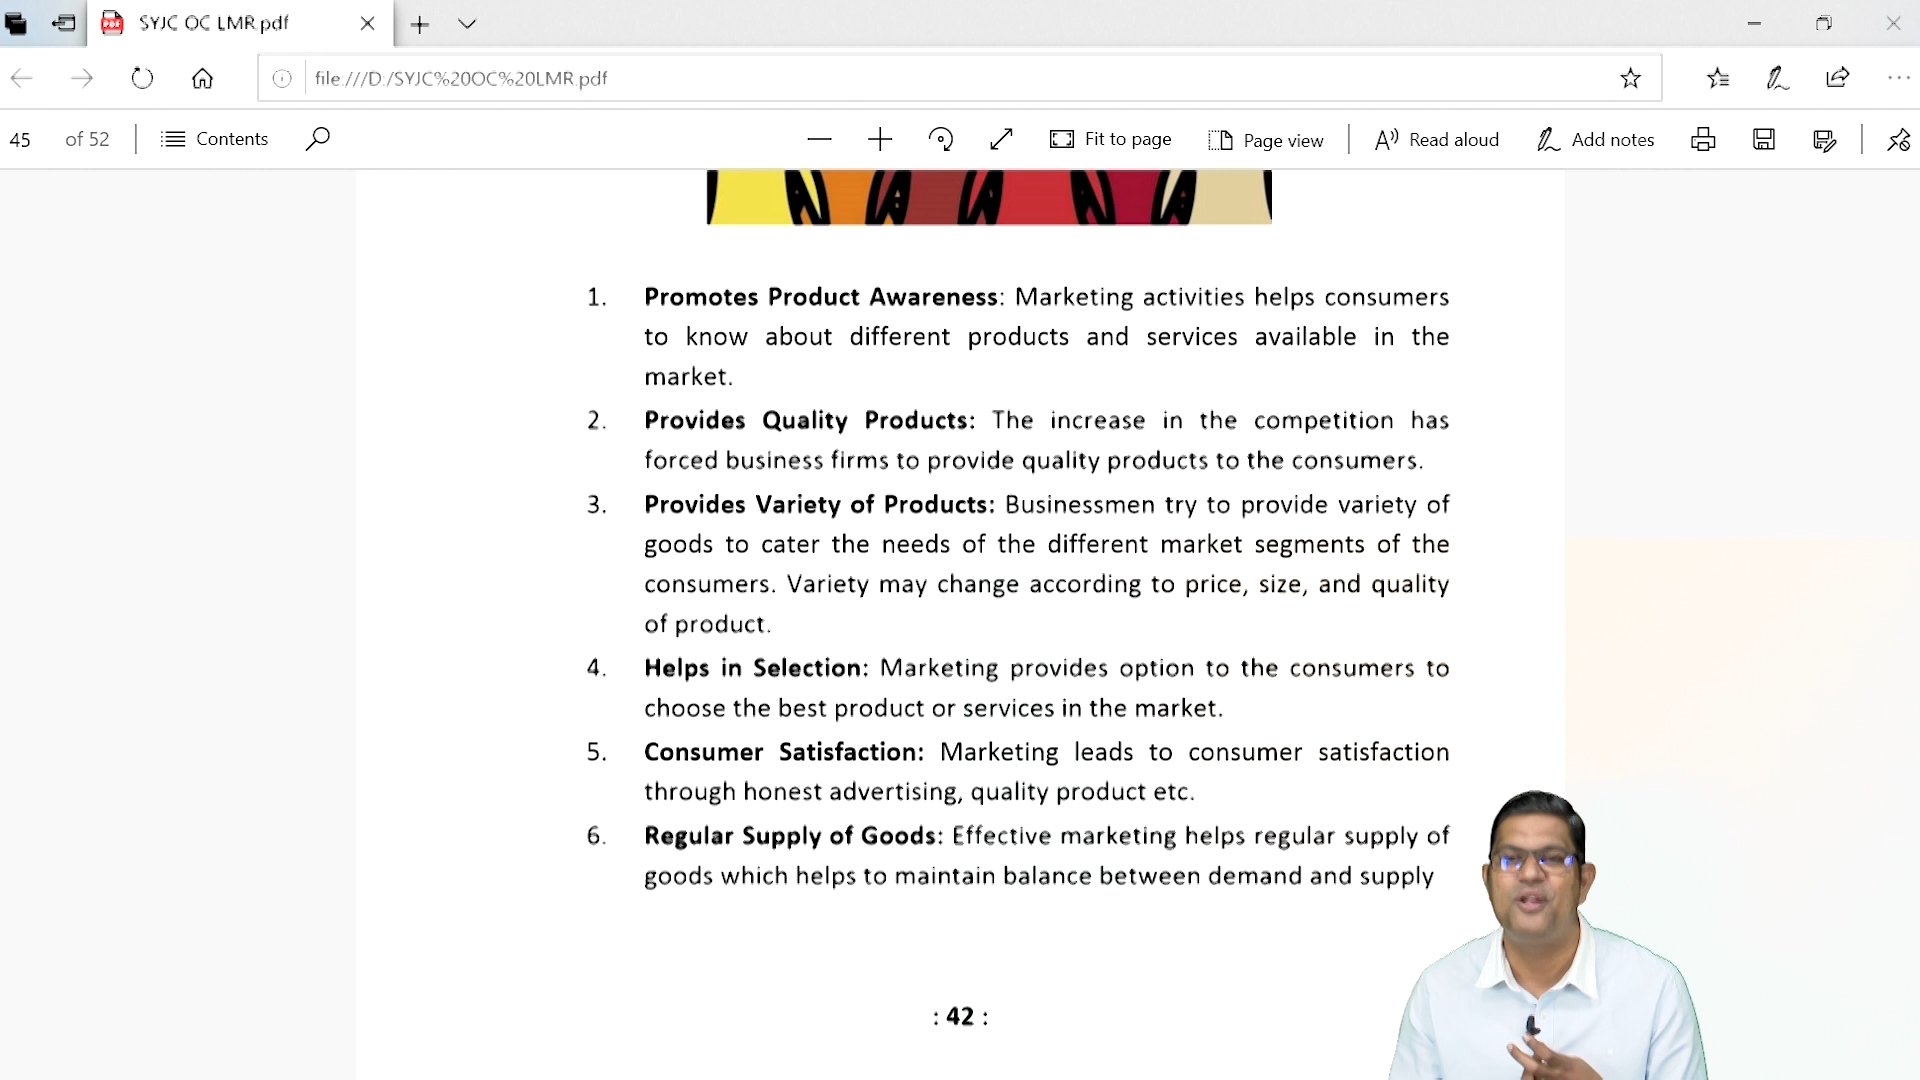 SYJC OC LMR.pdf
file:///D:/SYJC%20OC%20LMR.pdf
45 of 52 Contents Fit to page Page view Read aloud Add notes
1. Promotes Product Awareness: Marketing activities helps consumers
to know about different products and services available in the
market.
2. Provides Quality Products: The increase in the competition has
forced business firms to provide quality products to the consumers.
3. Provides Variety of Products: Businessmen try to provide variety of
goods to cater the needs of the different market segments of the
consumers. Variety may change according to price, size, and quality
of product.
4. Helps in Selection: Marketing provides option to the consumers to
choose the best product or services in the market.
5. Consumer Satisfaction: Marketing leads to consumer satisfaction
through honest advertising, quality product etc.
6. Regular Supply of Goods: Effective marketing helps regular supply of
goods which helps to maintain balance between demand and supply
: 42 :